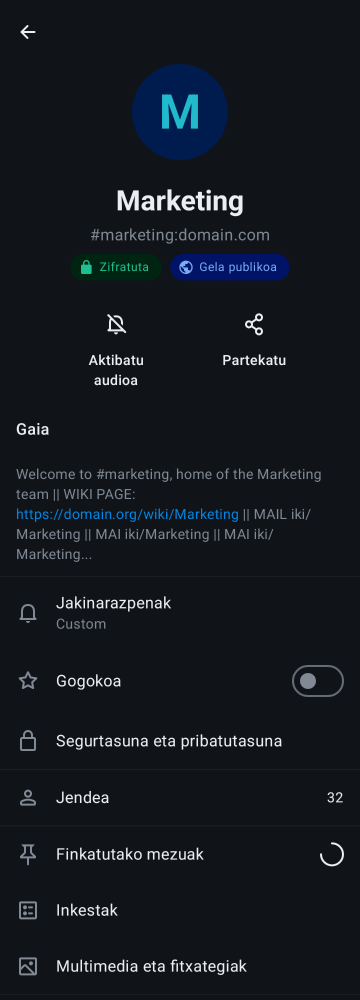 M
Marketing
#marketing:domain.com
Zifratuta
Gela publikoa
Aktibatu
audioa
Partekatu
Gaia
Welcome to #marketing, home of the Marketing
team || WIKI PAGE:
https://domain.org/wiki/Marketing || MAIL iki/
Marketing || MAI iki/Marketing || MAI iki/
Marketing...
Jakinarazpenak
Custom
Gogokoa
Segurtasuna eta pribatutasuna
Jendea 32
Finkatutako mezuak
Inkestak
Multimedia eta fitxategiak